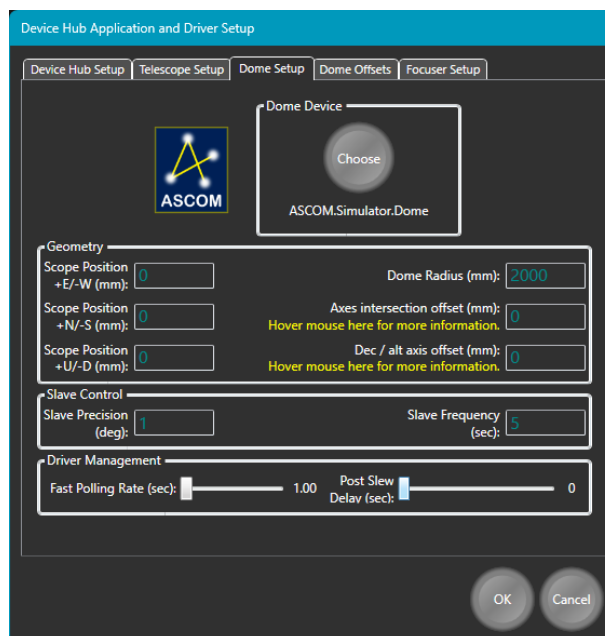 Device Hub Application and Driver Setup
Device Hub Setup Telescope Setup Dome Setup Dome Offsets Focuser Setup
Dome Device
Choose
ASCOM
ASCOM.Simulator.Dome
Geometry
Scope Position
+E/-W (mm): 0
Dome Radius (mm): 2000
Scope Position
+N/-S (mm): 0
Axes intersection offset (mm):
Hover mouse here for more information. 0
Scope Position
+U/-D (mm): 0
Dec / alt axis offset (mm):
Hover mouse here for more information. 0
Slave Control
Slave Precision
(deg): 1
Slave Frequency
(sec): 5
Driver Management
Fast Polling Rate (sec): 1.00
Post Slew
Delay (sec): 0
OK Cancel